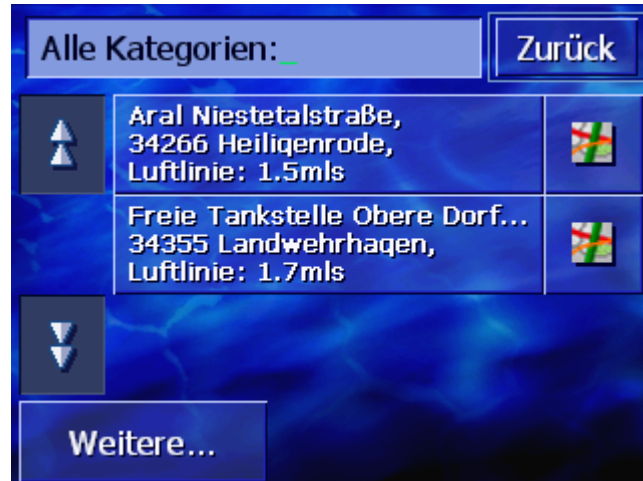 Alle Kategorien:_
Zurück
Aral Niestetalstraße,
34266 Heiligenrode,
Luftlinie: 1.5mls
Freie Tankstelle Obere Dorf...
34355 Landwehrhagen,
Luftlinie: 1.7mls
Weitere...